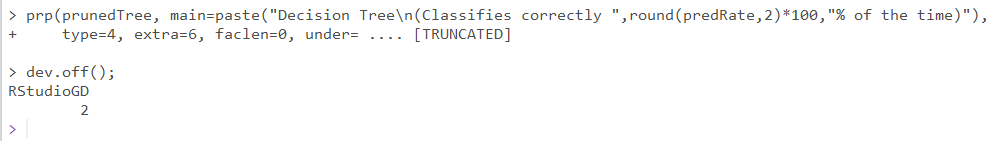 > prp(prunedTree, main=paste("Decision Tree\n(Classifies correctly ",round(predRate,2)*100,"% of the time)"),
+     type=4, extra=6, faclen=0, under= .... [TRUNCATED]
> dev.off();
RStudioGD
        2
>